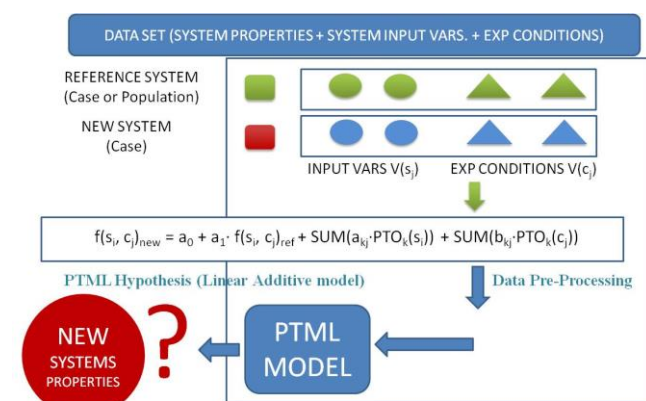 DATA SET (SYSTEM PROPERTIES + SYSTEM INPUT VARS. + EXP CONDITIONS)
REFERENCE SYSTEM
(Case or Population)
NEW SYSTEM
(Case)
INPUT VARS V(sⱼ) EXP CONDITIONS V(cⱼ)
f(sᵢ, cⱼ)new = a₀ + a₁· f(sᵢ, cⱼ)ref + SUM(aₖⱼ·PTOₖ(sᵢ)) + SUM(bₖⱼ·PTOₖ(cⱼ))
PTML Hypothesis (Linear Additive model) Data Pre-Processing
NEW
SYSTEMS
PROPERTIES
?
PTML
MODEL